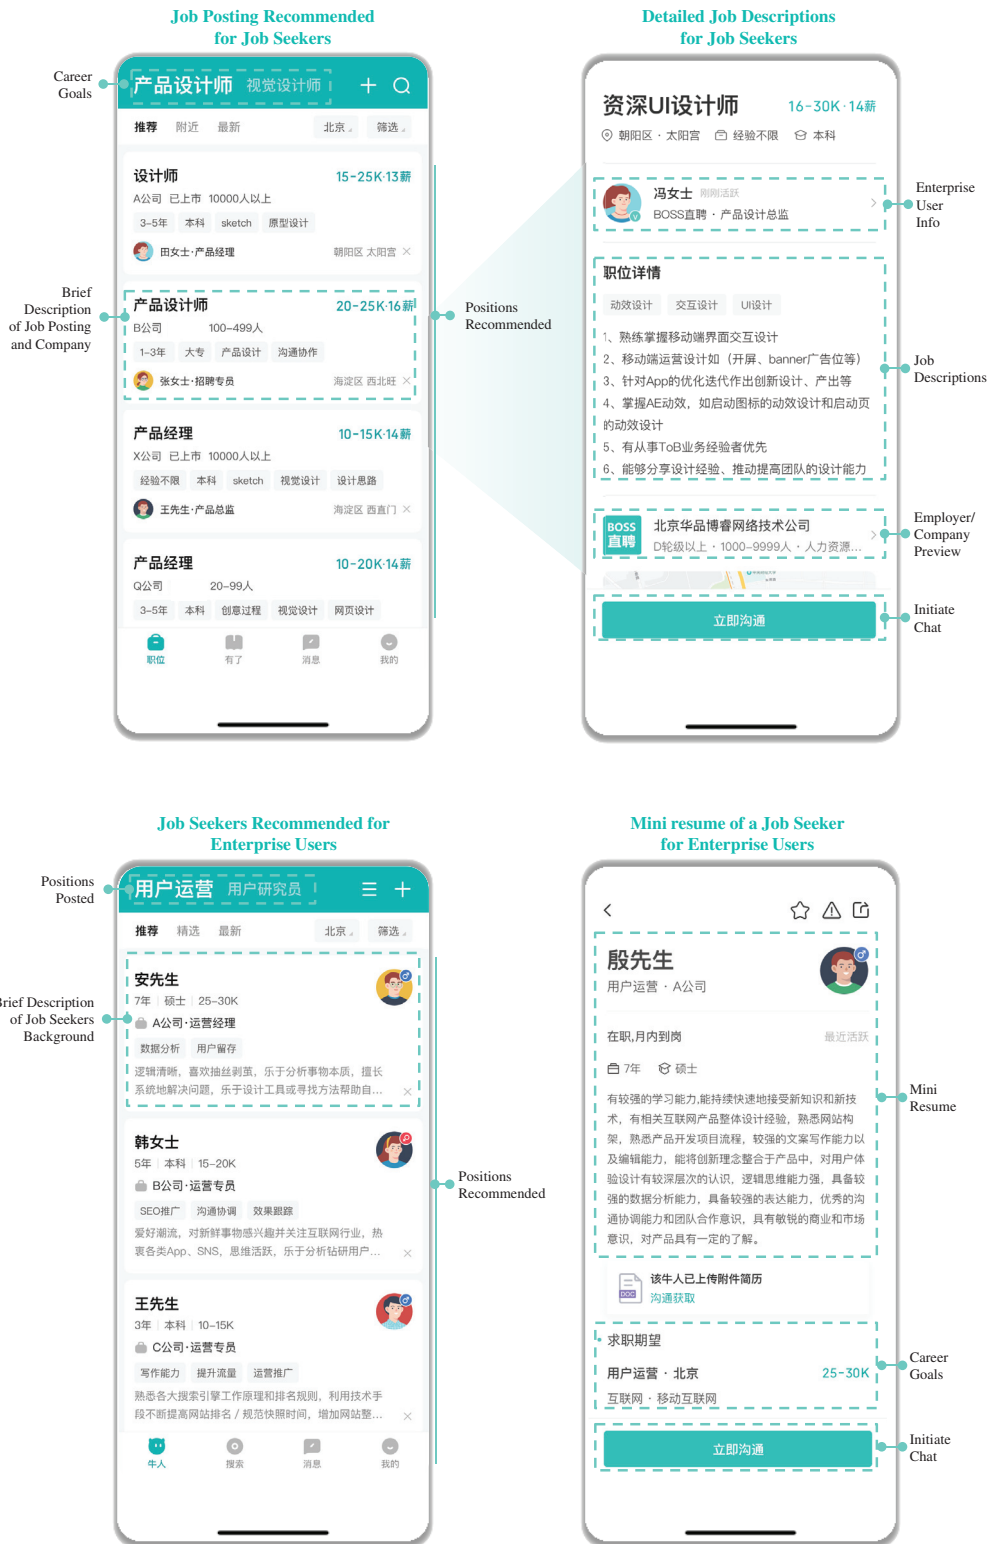 Job Posting Recommended
for Job Seekers
Career
Goals
产品设计师 视觉设计师
推荐 附近 最新 北京 筛选
设计师 15-25K·13薪
A公司 已上市 10000人以上
3-5年 本科 sketch 原型设计
田女士·产品经理 朝阳区 太阳宫
Brief
Description
of Job Posting
and Company
产品设计师 20-25K·16薪
B公司 100-499人
1-3年 大专 产品设计 沟通协作
张女士·招聘专员 海淀区 西北旺
Positions
Recommended
产品经理 10-15K·14薪
X公司 已上市 10000人以上
经验不限 本科 sketch 视觉设计 设计思路
王先生·产品总监 海淀区 西直门
产品经理 10-20K·14薪
Q公司 20-99人
3-5年 本科 创意过程 视觉设计 网页设计
职位 有了 消息 我的
Detailed Job Descriptions
for Job Seekers
资深UI设计师 16-30K·14薪
朝阳区·太阳宫 经验不限 本科
冯女士 刚刚活跃
BOSS直聘·产品设计总监
Enterprise
User
Info
职位详情
动效设计 交互设计 UI设计
1、熟练掌握移动端界面交互设计
2、移动端运营设计如（开屏、banner广告位等）
3、针对App的优化迭代作出创新设计、产出等
4、掌握AE动效，如启动图标的动效设计和启动页
的动效设计
5、有从事ToB业务经验者优先
6、能够分享设计经验、推动提高团队的设计能力
Job
Descriptions
BOSS
直聘
北京华品博睿网络技术公司
D轮级以上·1000-9999人·人力资源...
Employer/
Company
Preview
立即沟通
Initiate
Chat
Job Seekers Recommended for
Enterprise Users
Positions
Posted
用户运营 用户研究员
推荐 精选 最新 北京 筛选
安先生
7年 硕士 25-30K
A公司·运营经理
数据分析 用户留存
逻辑清晰，喜欢抽丝剥茧，乐于分析事物本质，擅长
系统地解决问题，乐于设计工具或寻找方法帮助自...
Brief Description
of Job Seekers
Background
韩女士
5年 本科 15-20K
B公司·运营专员
SEO推广 沟通协调 效果跟踪
爱好潮流，对新鲜事物感兴趣并关注互联网行业，热
衷各类App、SNS，思维活跃，乐于分析钻研用户...
Positions
Recommended
王先生
3年 本科 10-15K
C公司·运营专员
写作能力 提升流量 运营推广
熟悉各大搜索引擎工作原理和排名规则，利用技术手
段不断提高网站排名/规范快照时间，增加网站整...
牛人 搜索 消息 我的
Mini resume of a Job Seeker
for Enterprise Users
殷先生
用户运营·A公司
在职,月内到岗 最近活跃
7年 硕士
有较强的学习能力,能持续快速地接受新知识和新技
术，有相关互联网产品整体设计经验，熟悉网站构
架，熟悉产品开发项目流程，较强的文案写作能力以
及编辑能力，能将创新理念整合于产品中，对用户体
验设计有较深层次的认识，逻辑思维能力强，具备较
强的数据分析能力，具备较强的表达能力，优秀的沟
通协调能力和团队合作意识，具有敏锐的商业和市场
意识，对产品具有一定的了解。
Mini
Resume
DOC
该牛人已上传附件简历
沟通获取
求职期望
用户运营·北京 25-30K
互联网·移动互联网
Career
Goals
立即沟通
Initiate
Chat